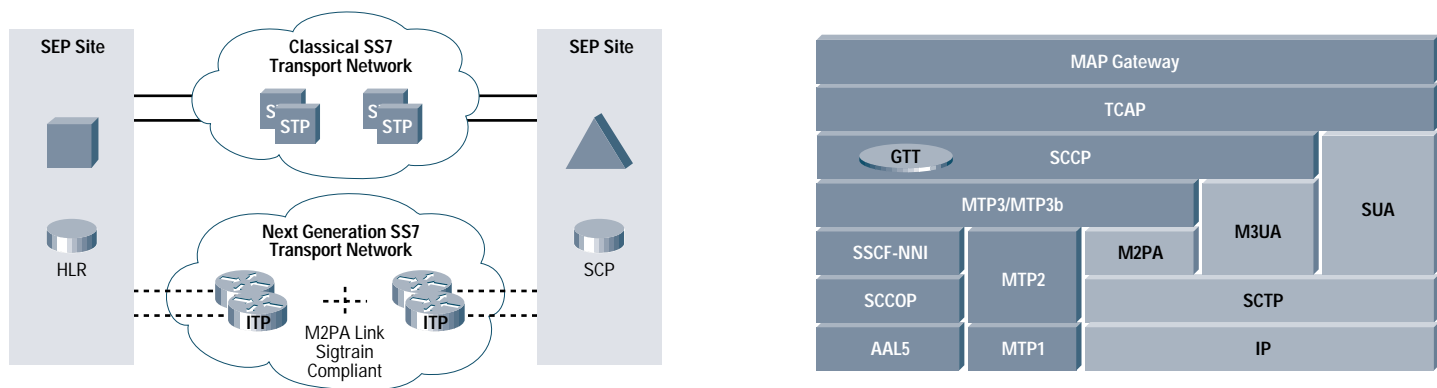 SEP Site
Classical SS7
Transport Network
SEP Site
STP
STP
HLR
Next Generation SS7
Transport Network
SCP
ITP
ITP
M2PA Link
Sigtrain
Compliant
MAP Gateway
TCAP
GTT
SCCP
SUA
MTP3/MTP3b
M3UA
SSCF-NNI
MTP2
M2PA
SCCOP
SCTP
AAL5
MTP1
IP